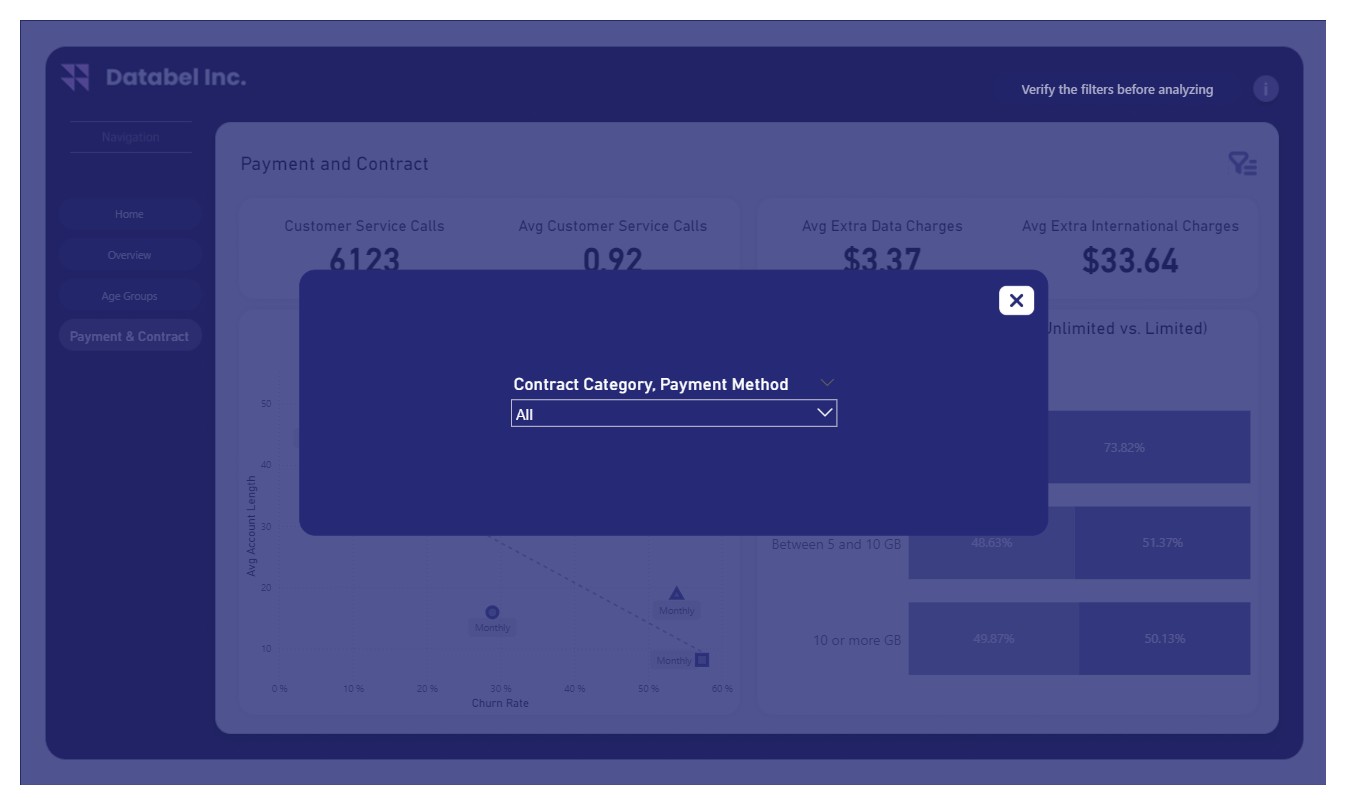 Databel Inc.
Verify the filters before analyzing
i
Navigation
Payment and Contract
Home
Overview
Age Groups
Payment & Contract
Customer Service Calls
6123
Avg Customer Service Calls
0.92
Avg Extra Data Charges
$3.37
Avg Extra International Charges
$33.64
Contract Category, Payment Method
All
Avg Account Length
50
40
30
20
10
Monthly
Monthly
Monthly
0 %
10 %
20 %
30 %
40 %
50 %
60 %
Churn Rate
vs. Limited)
73.82%
Between 5 and 10 GB
48.63%
51.37%
10 or more GB
49.87%
50.13%